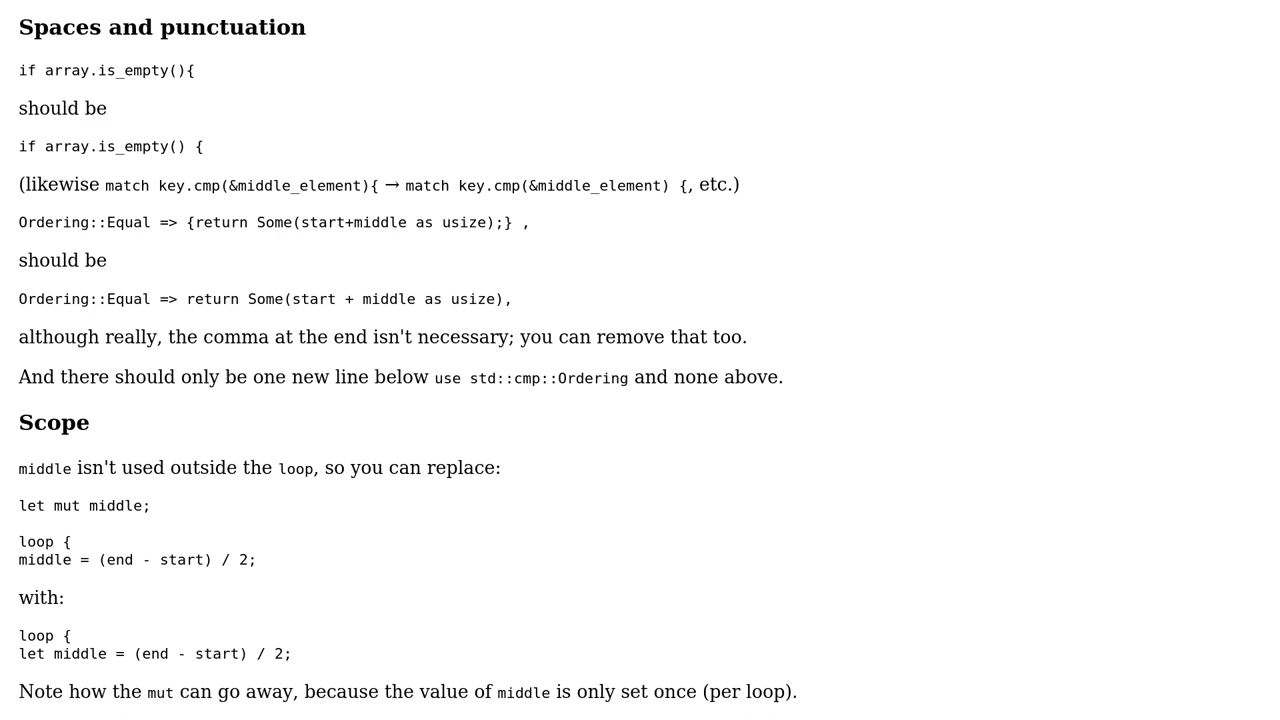 Spaces and punctuation
if array.is_empty(){
should be
if array.is_empty() {
(likewise match key.cmp(&middle_element){ → match key.cmp(&middle_element) {, etc.)
Ordering::Equal => {return Some(start+middle as usize);} ,
should be
Ordering::Equal => return Some(start + middle as usize),
although really, the comma at the end isn't necessary; you can remove that too.
And there should only be one new line below use std::cmp::Ordering and none above.
Scope
middle isn't used outside the loop, so you can replace:
let mut middle;
loop {
middle = (end - start) / 2;
with:
loop {
let middle = (end - start) / 2;
Note how the mut can go away, because the value of middle is only set once (per loop).